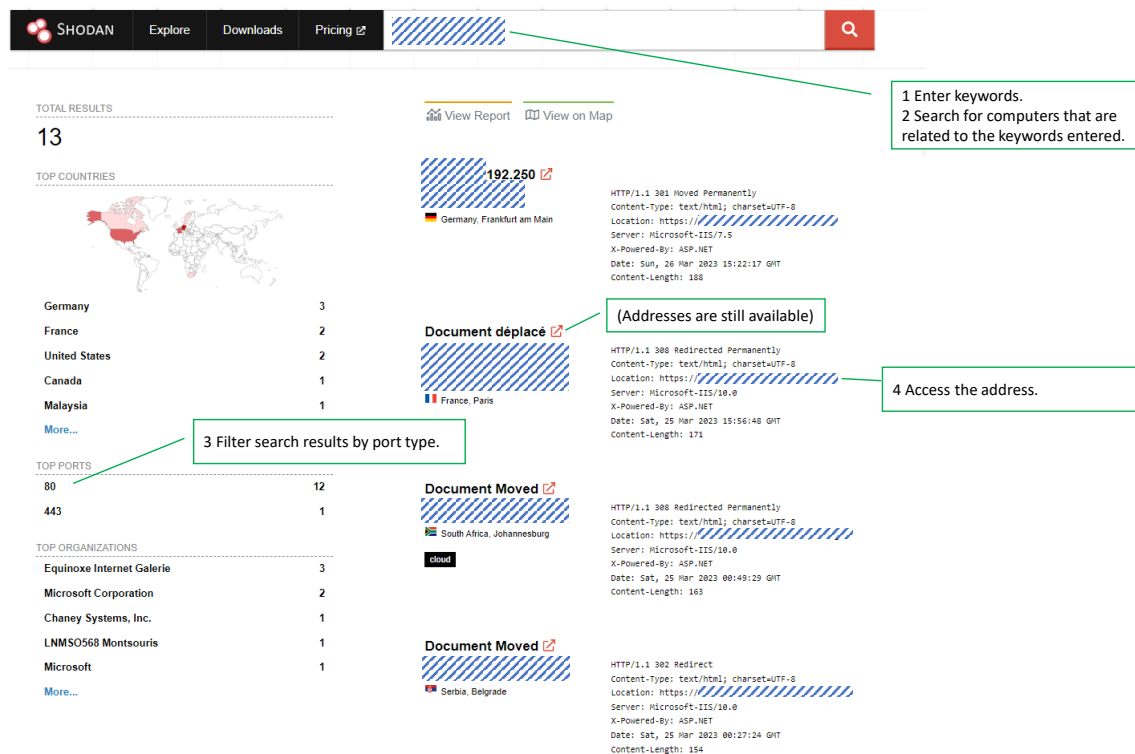 SHODAN Explore Downloads Pricing
1 Enter keywords.
2 Search for computers that are
related to the keywords entered.
TOTAL RESULTS
13
TOP COUNTRIES
Germany 3
France 2
United States 2
Canada 1
Malaysia 1
More...
3 Filter search results by port type.
TOP PORTS
80 12
443 1
TOP ORGANIZATIONS
Equinoxe Internet Galerie 3
Microsoft Corporation 2
Chaney Systems, Inc. 1
LNMSO568 Montsouris 1
Microsoft 1
More...
View Report View on Map
192.250
Germany, Frankfurt am Main
HTTP/1.1 301 Moved Permanently
Content-Type: text/html; charset=UTF-8
Location: https://
Server: Microsoft-IIS/7.5
X-Powered-By: ASP.NET
Date: Sun, 26 Mar 2023 15:22:17 GMT
Content-Length: 188
(Addresses are still available)
Document déplacé
France, Paris
HTTP/1.1 308 Redirected Permanently
Content-Type: text/html; charset=UTF-8
Location: https://
Server: Microsoft-IIS/10.0
X-Powered-By: ASP.NET
Date: Sat, 25 Mar 2023 15:56:48 GMT
Content-Length: 171
4 Access the address.
Document Moved
South Africa, Johannesburg
cloud
HTTP/1.1 308 Redirected Permanently
Content-Type: text/html; charset=UTF-8
Location: https://
Server: Microsoft-IIS/10.0
X-Powered-By: ASP.NET
Date: Sat, 25 Mar 2023 00:49:29 GMT
Content-Length: 163
Document Moved
Serbia, Belgrade
HTTP/1.1 302 Redirect
Content-Type: text/html; charset=UTF-8
Location: https://
Server: Microsoft-IIS/10.0
X-Powered-By: ASP.NET
Date: Sat, 25 Mar 2023 00:27:24 GMT
Content-Length: 154